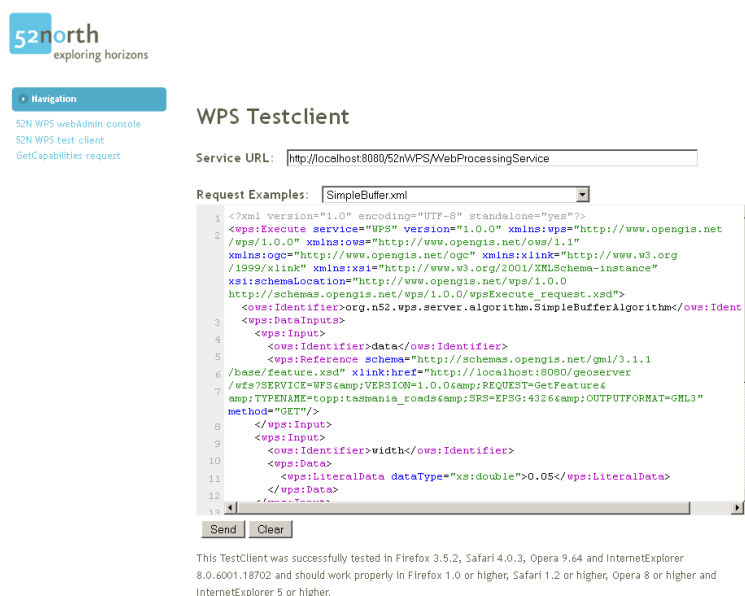 52north
exploring horizons
Navigation
52N WPS webAdmin console
52N WPS test client
GetCapabilities request
WPS Testclient
Service URL: http://localhost:8080/52nWPS/WebProcessingService
Request Examples: SimpleBuffer.xml
1 <?xml version="1.0" encoding="UTF-8" standalone="yes"?>
2 <wps:Execute service="WPS" version="1.0.0" xmlns:wps="http://www.opengis.net
/wps/1.0.0" xmlns:ows="http://www.opengis.net/ows/1.1"
xmlns:ogc="http://www.opengis.net/ogc" xmlns:xlink="http://www.w3.org
/1999/xlink" xmlns:xsi="http://www.w3.org/2001/XMLSchema-instance"
xsi:schemaLocation="http://www.opengis.net/wps/1.0.0
http://schemas.opengis.net/wps/1.0.0/wpsExecute_request.xsd">
<ows:Identifier>org.n52.wps.server.algorithm.SimpleBufferAlgorithm</ows:Ident
3 <wps:DataInputs>
4 <wps:Input>
<ows:Identifier>data</ows:Identifier>
5 <wps:Reference schema="http://schemas.opengis.net/gml/3.1.1
6 /base/feature.xsd" xlink:href="http://localhost:8080/geoserver
7 /wfs?SERVICE=WFS&amp;VERSION=1.0.0&amp;REQUEST=GetFeature&
amp;TYPENAME=topp:tasmania_roads&amp;SRS=EPSG:4326&amp;OUTPUTFORMAT=GML3"
method="GET"/>
8 </wps:Input>
9 <wps:Input>
<ows:Identifier>width</ows:Identifier>
10 <wps:Data>
11 <wps:LiteralData dataType="xs:double">0.05</wps:LiteralData>
12 </wps:Data>
13 </wps:Input>
Send Clear
This TestClient was successfully tested in Firefox 3.5.2, Safari 4.0.3, Opera 9.64 and InternetExplorer
8.0.6001.18702 and should work properly in Firefox 1.0 or higher, Safari 1.2 or higher, Opera 8 or higher and
InternetExplorer 5 or higher.